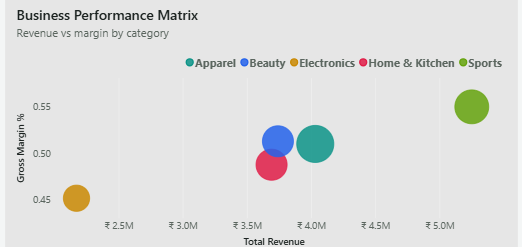 Business Performance Matrix
Revenue vs margin by category
Apparel Beauty Electronics Home & Kitchen Sports
Gross Margin %
0.55
0.50
0.45
₹ 2.5M ₹ 3.0M ₹ 3.5M ₹ 4.0M ₹ 4.5M ₹ 5.0M
Total Revenue